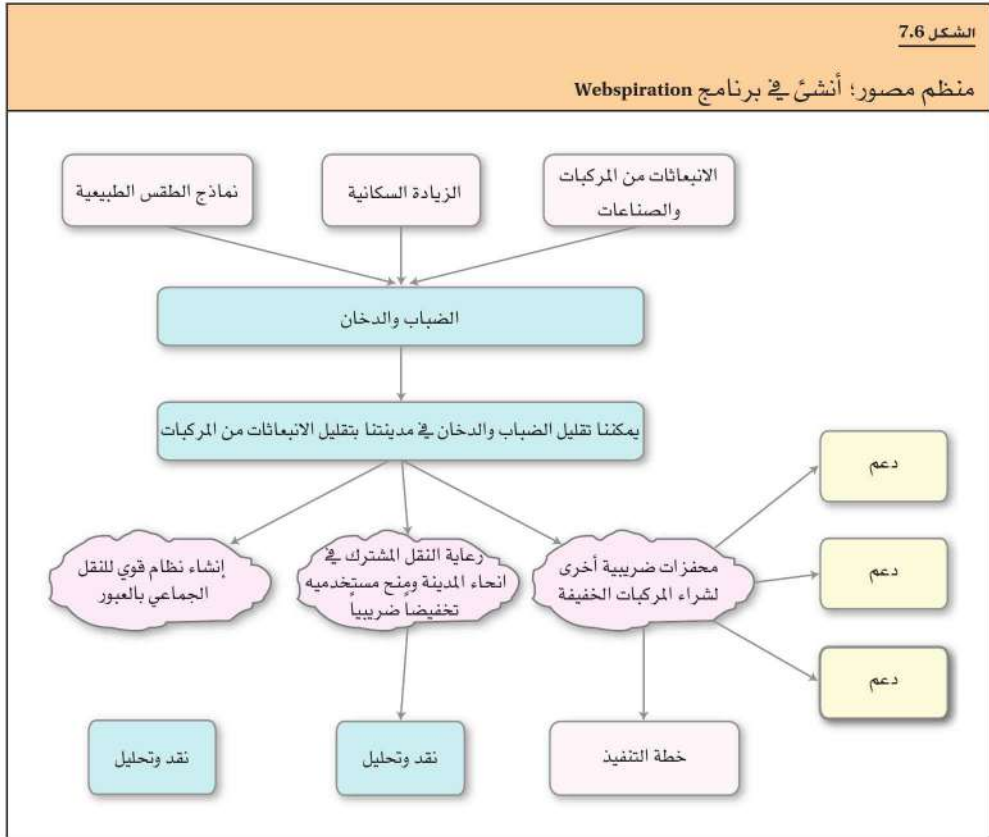 الشكل 7.6
منظم مصور؛ أنشئ في برنامج Webspiration
الانبعاثات من المركبات
والصناعات
الزيادة السكانية
نماذج الطقس الطبيعية
الضباب والدخان
يمكننا تقليل الضباب والدخان في مدينتنا بتقليل الانبعاثات من المركبات
دعم
دعم
دعم
محفزات ضريبية أخرى
لشراء المركبات الخفيفة
رعاية النقل المشترك في
انحاء المدينة ومنح مستخدميه
تخفيضاً ضريبياً
إنشاء نظام قوي للنقل
الجماعي بالعبور
خطة التنفيذ
نقد وتحليل
نقد وتحليل